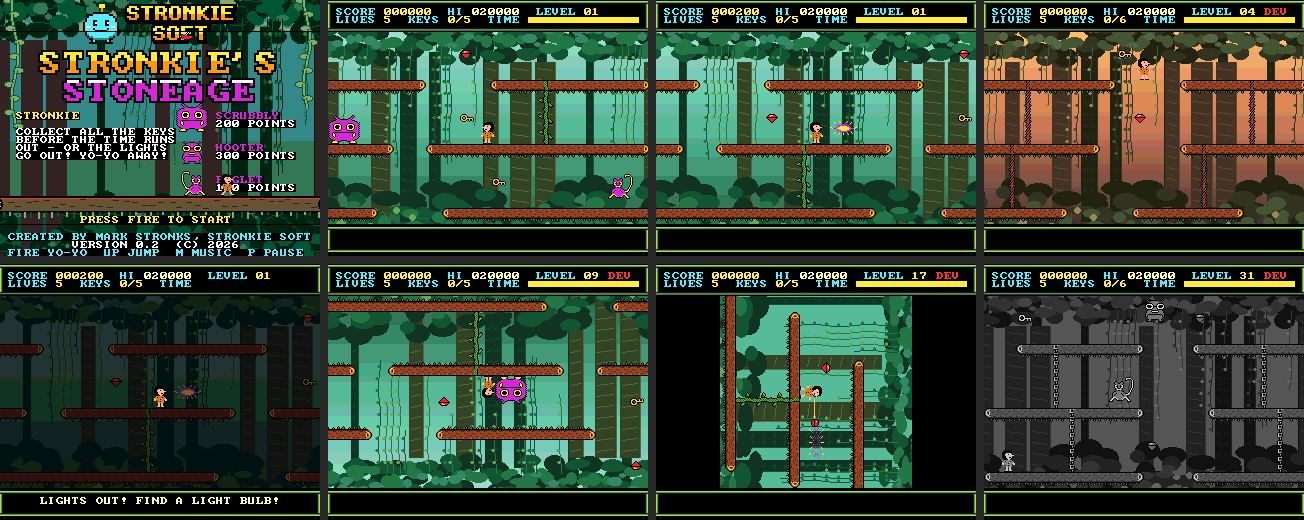 STRONKIE
SOFT
STRONKIE'S
STONEAGE
STRONKIE
COLLECT ALL THE KEYS
BEFORE THE TIME RUNS
OUT - OR THE LIGHTS
GO OUT! YO-YO AWAY!
SCRUBBLY
200 POINTS
HOOTER
300 POINTS
POINTS
PRESS FIRE TO START
CREATED BY MARK STRONKS, STRONKIE SOFT
VERSION 0.2 (C) 2026
FIRE YO-YO UP JUMP M MUSIC P PAUSE
SCORE 000000 HI 020000 LEVEL 01
LIVES 5 KEYS 0/5 TIME
SCORE 000200 HI 020000 LEVEL 01
LIVES 5 KEYS 0/5 TIME
SCORE 000000 HI 020000 LEVEL 04 DEV
LIVES 5 KEYS 0/6 TIME
SCORE 000200 HI 020000 LEVEL 01
LIVES 5 KEYS 0/5 TIME
LIGHTS OUT! FIND A LIGHT BULB!
SCORE 000000 HI 020000 LEVEL 09 DEV
LIVES 5 KEYS 0/5 TIME
SCORE 000000 HI 020000 LEVEL 17 DEV
LIVES 5 KEYS 0/5 TIME
SCORE 000000 HI 020000 LEVEL 31 DEV
LIVES 5 KEYS 0/6 TIME